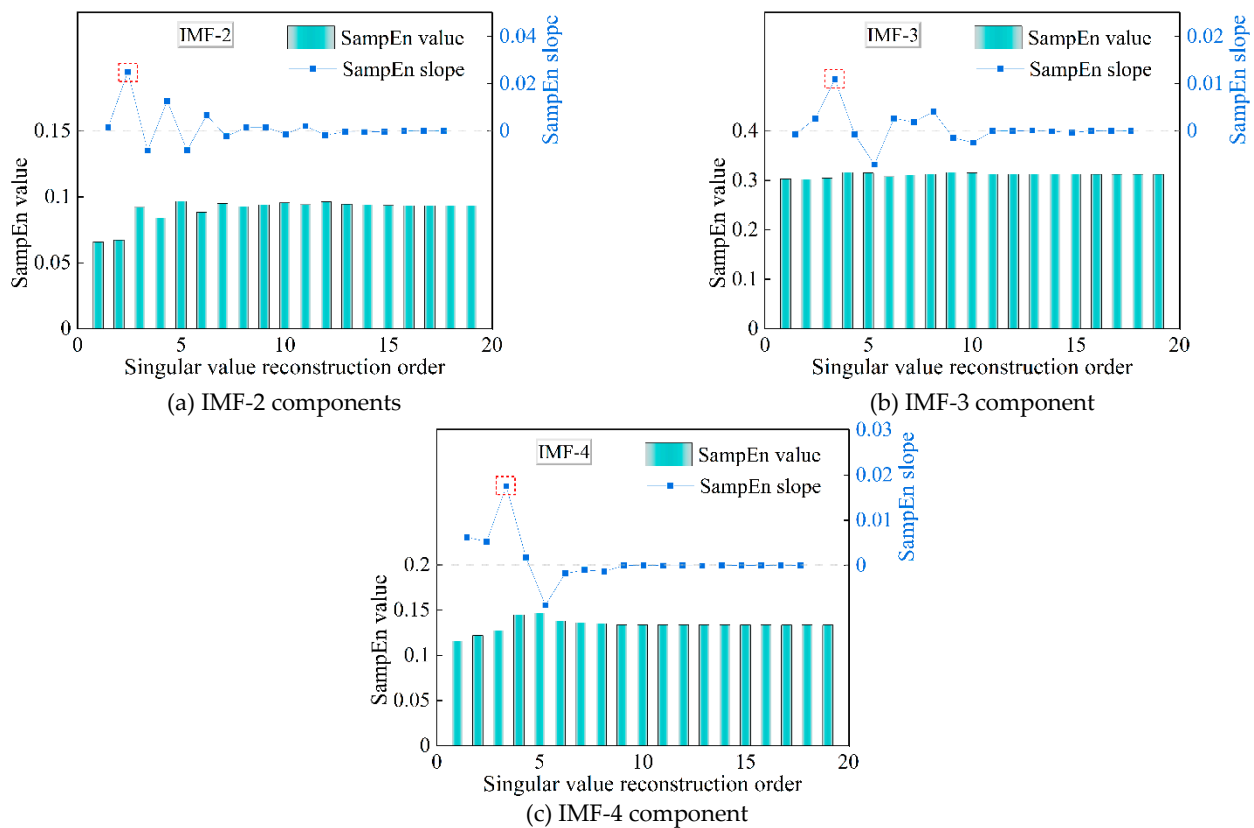 IMF-2
SampEn value
SampEn slope
0.04
0.02
0
SampEn slope
0.15
0.1
0.05
0
SampEn value
0
5
10
15
20
Singular value reconstruction order
(a) IMF-2 components
IMF-3
SampEn value
SampEn slope
0.02
0.01
0
SampEn slope
0.4
0.3
0.2
0.1
0
SampEn value
0
5
10
15
20
Singular value reconstruction order
(b) IMF-3 component
IMF-4
SampEn value
SampEn slope
0.03
0.02
0.01
0
SampEn slope
0.2
0.15
0.1
0.05
0
SampEn value
0
5
10
15
20
Singular value reconstruction order
(c) IMF-4 component